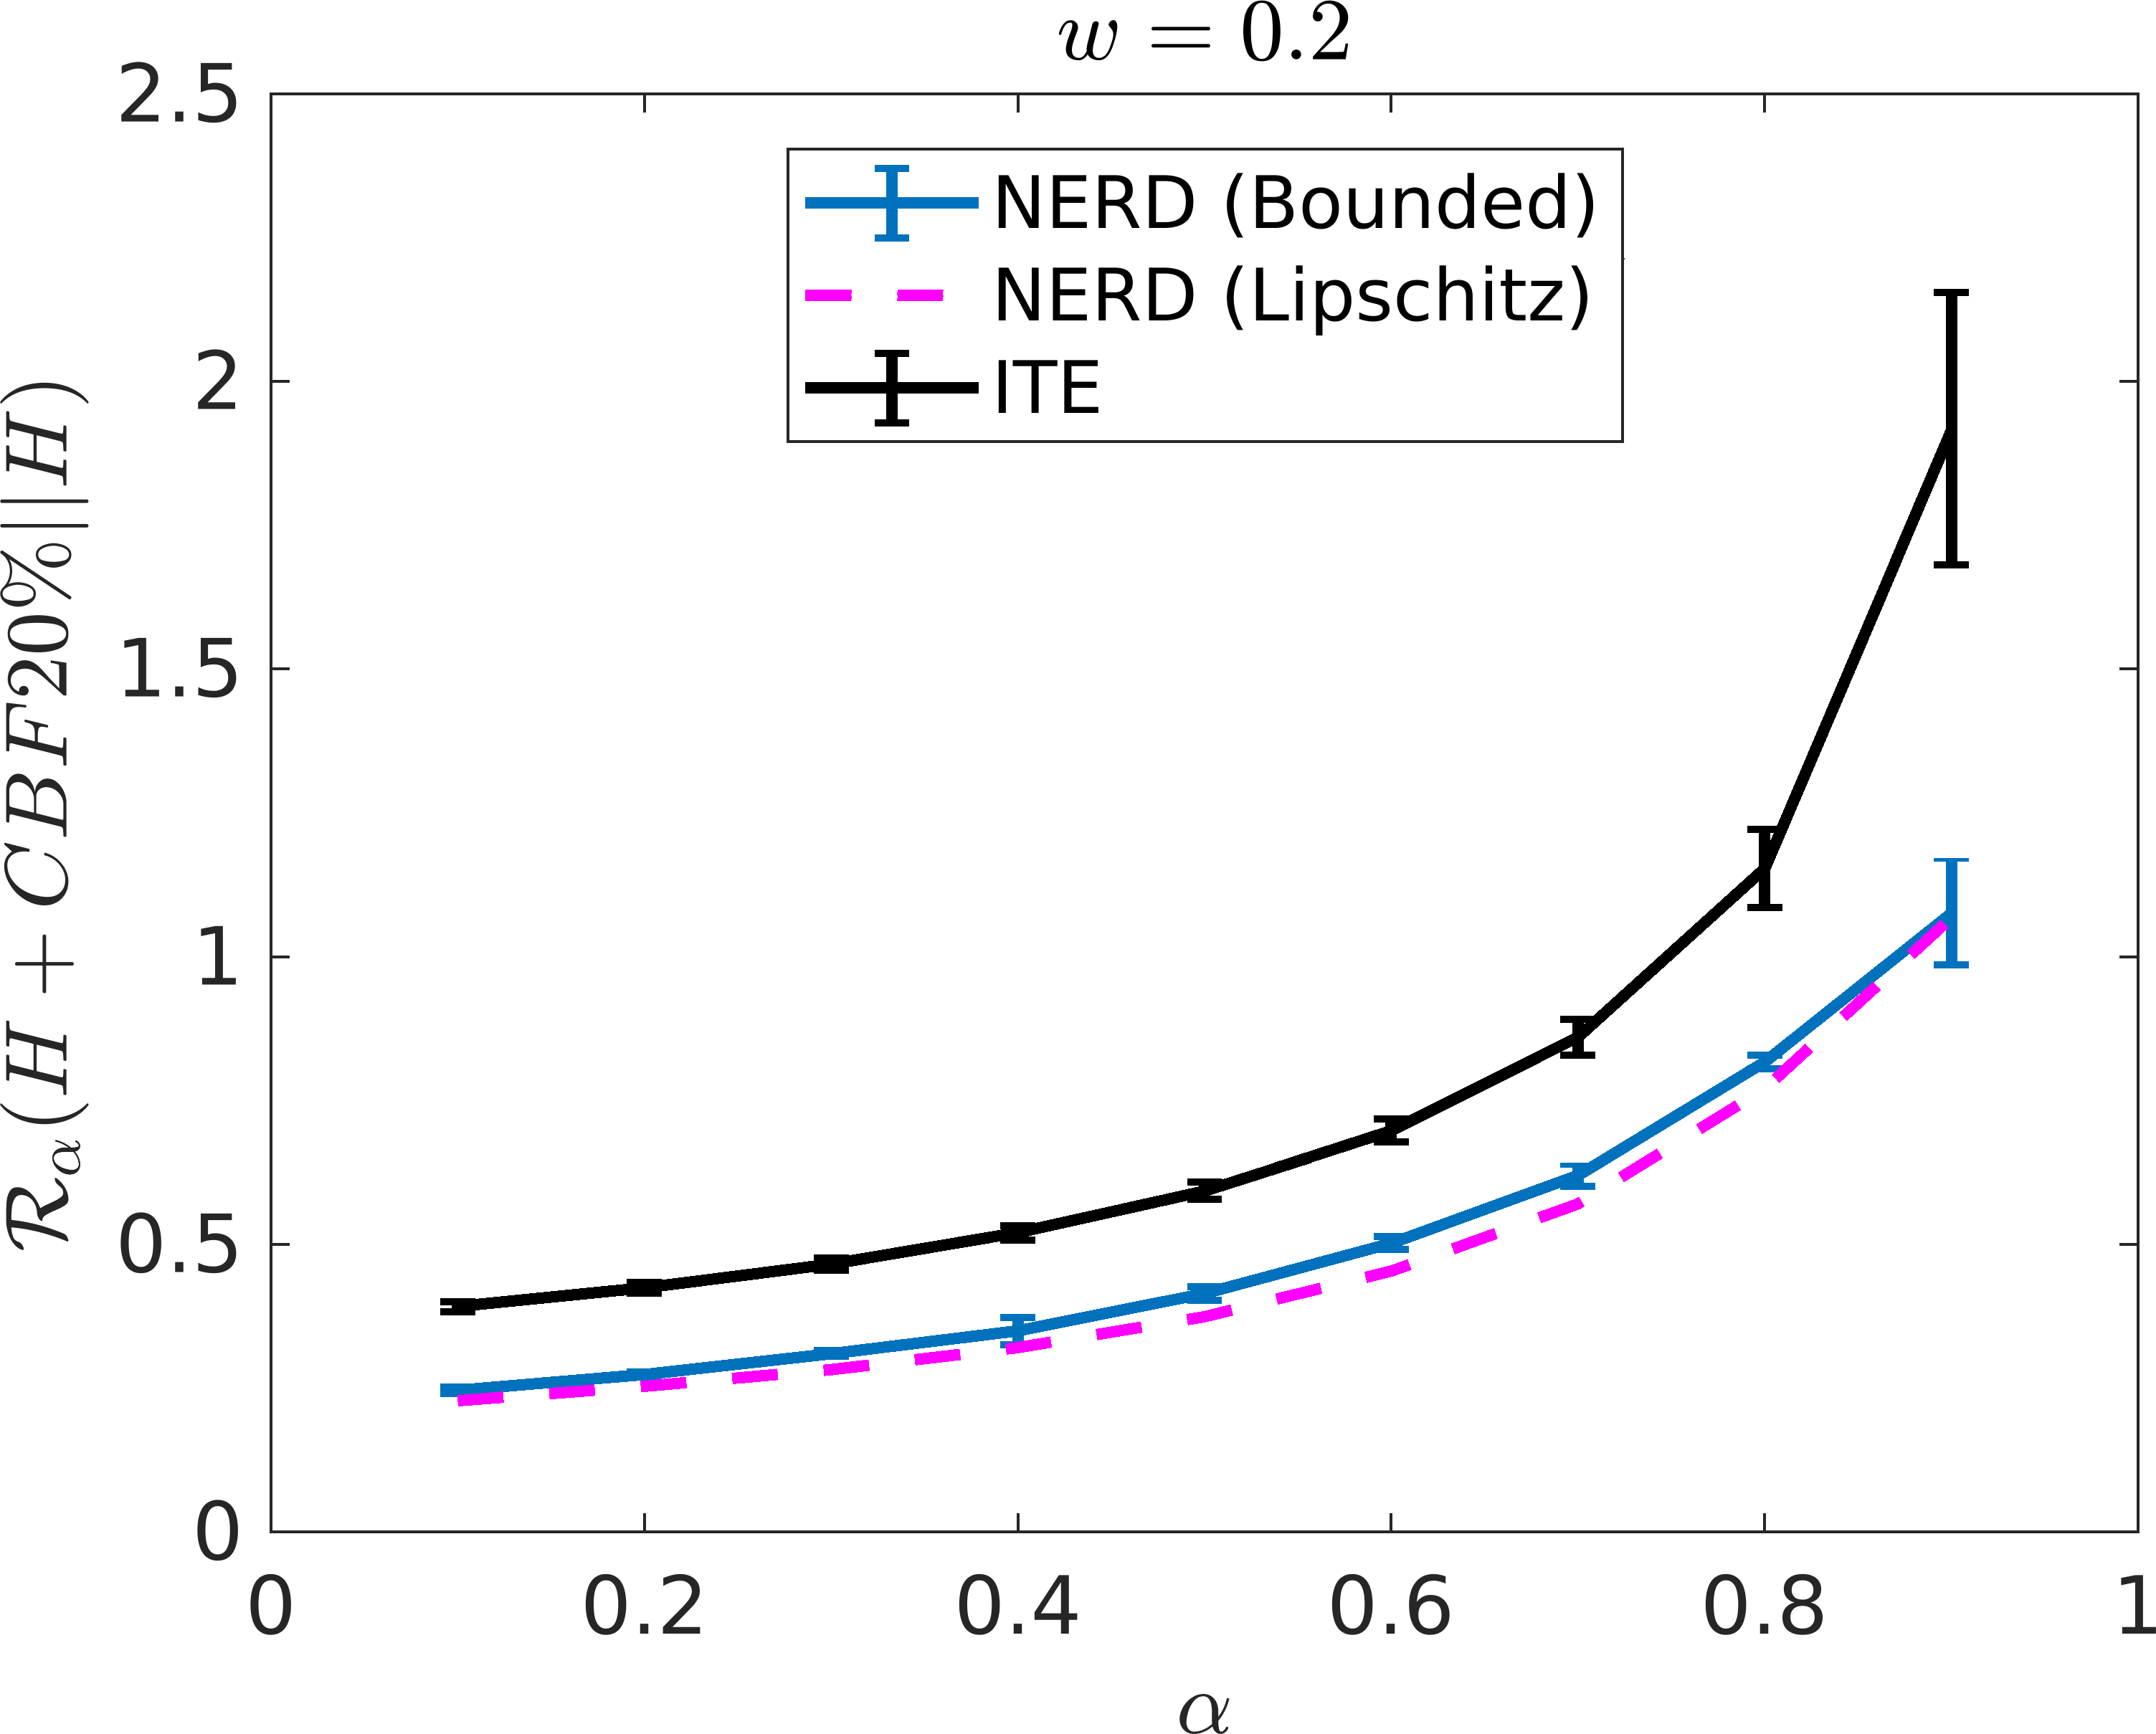 w = 0.2
2.5
2
1.5
1
0.5
0
0
0.2
0.4
0.6
0.8
1
α
ℛα(H + CBF20%||H)
NERD (Bounded)
NERD (Lipschitz)
ITE